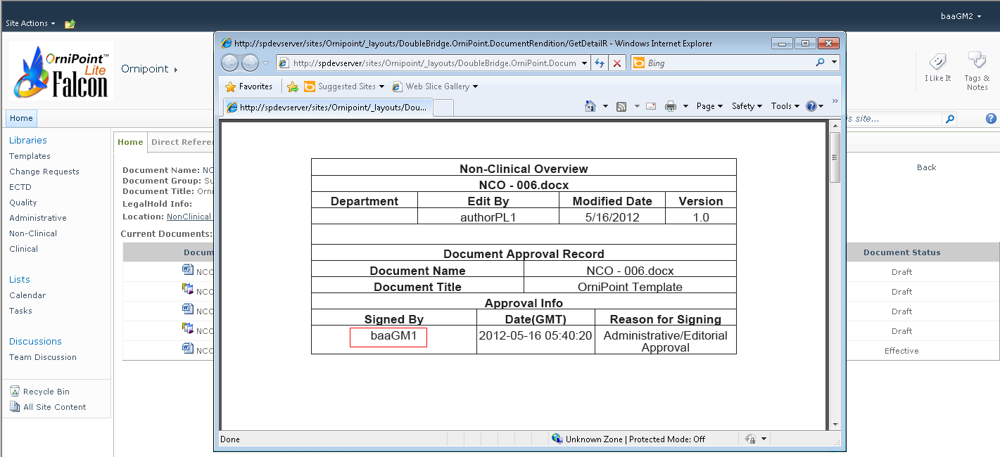 Site Actions
baaGM2
OrniPoint™
Lite
Falcon
Ornipoint
I Like It
Tags &
Notes
Home
is site...
Libraries
Templates
Change Requests
ECTD
Quality
Administrative
Non-Clinical
Clinical
Lists
Calendar
Tasks
Discussions
Team Discussion
Recycle Bin
All Site Content
Home
Direct Referen
Document Name: NC
Document Group: Su
Document Title: Orni
LegalHold Info:
Location: NonClinical
Current Documents:
Back
Docum
Document Status
NCO
Draft
NCO
Draft
NCO
Draft
NCO
Draft
NCO
Effective
http://spdevserver/sites/Ornipoint/_layouts/DoubleBridge.OrniPoint.DocumentRendition/GetDetailR - Windows Internet Explorer
http://spdevserver/sites/Ornipoint/_layouts/DoubleBridge.OrniPoint.Docum
Bing
Favorites
Suggested Sites
Web Slice Gallery
http://spdevserver/sites/Ornipoint/_layouts/Dou...
Page
Safety
Tools
Non-Clinical Overview
NCO - 006.docx
Department Edit By Modified Date Version
authorPL1 5/16/2012 1.0
Document Approval Record
Document Name NCO - 006.docx
Document Title OrniPoint Template
Approval Info
Signed By Date(GMT) Reason for Signing
baaGM1 2012-05-16 05:40:20 Administrative/Editorial
Approval
Done
Unknown Zone | Protected Mode: Off